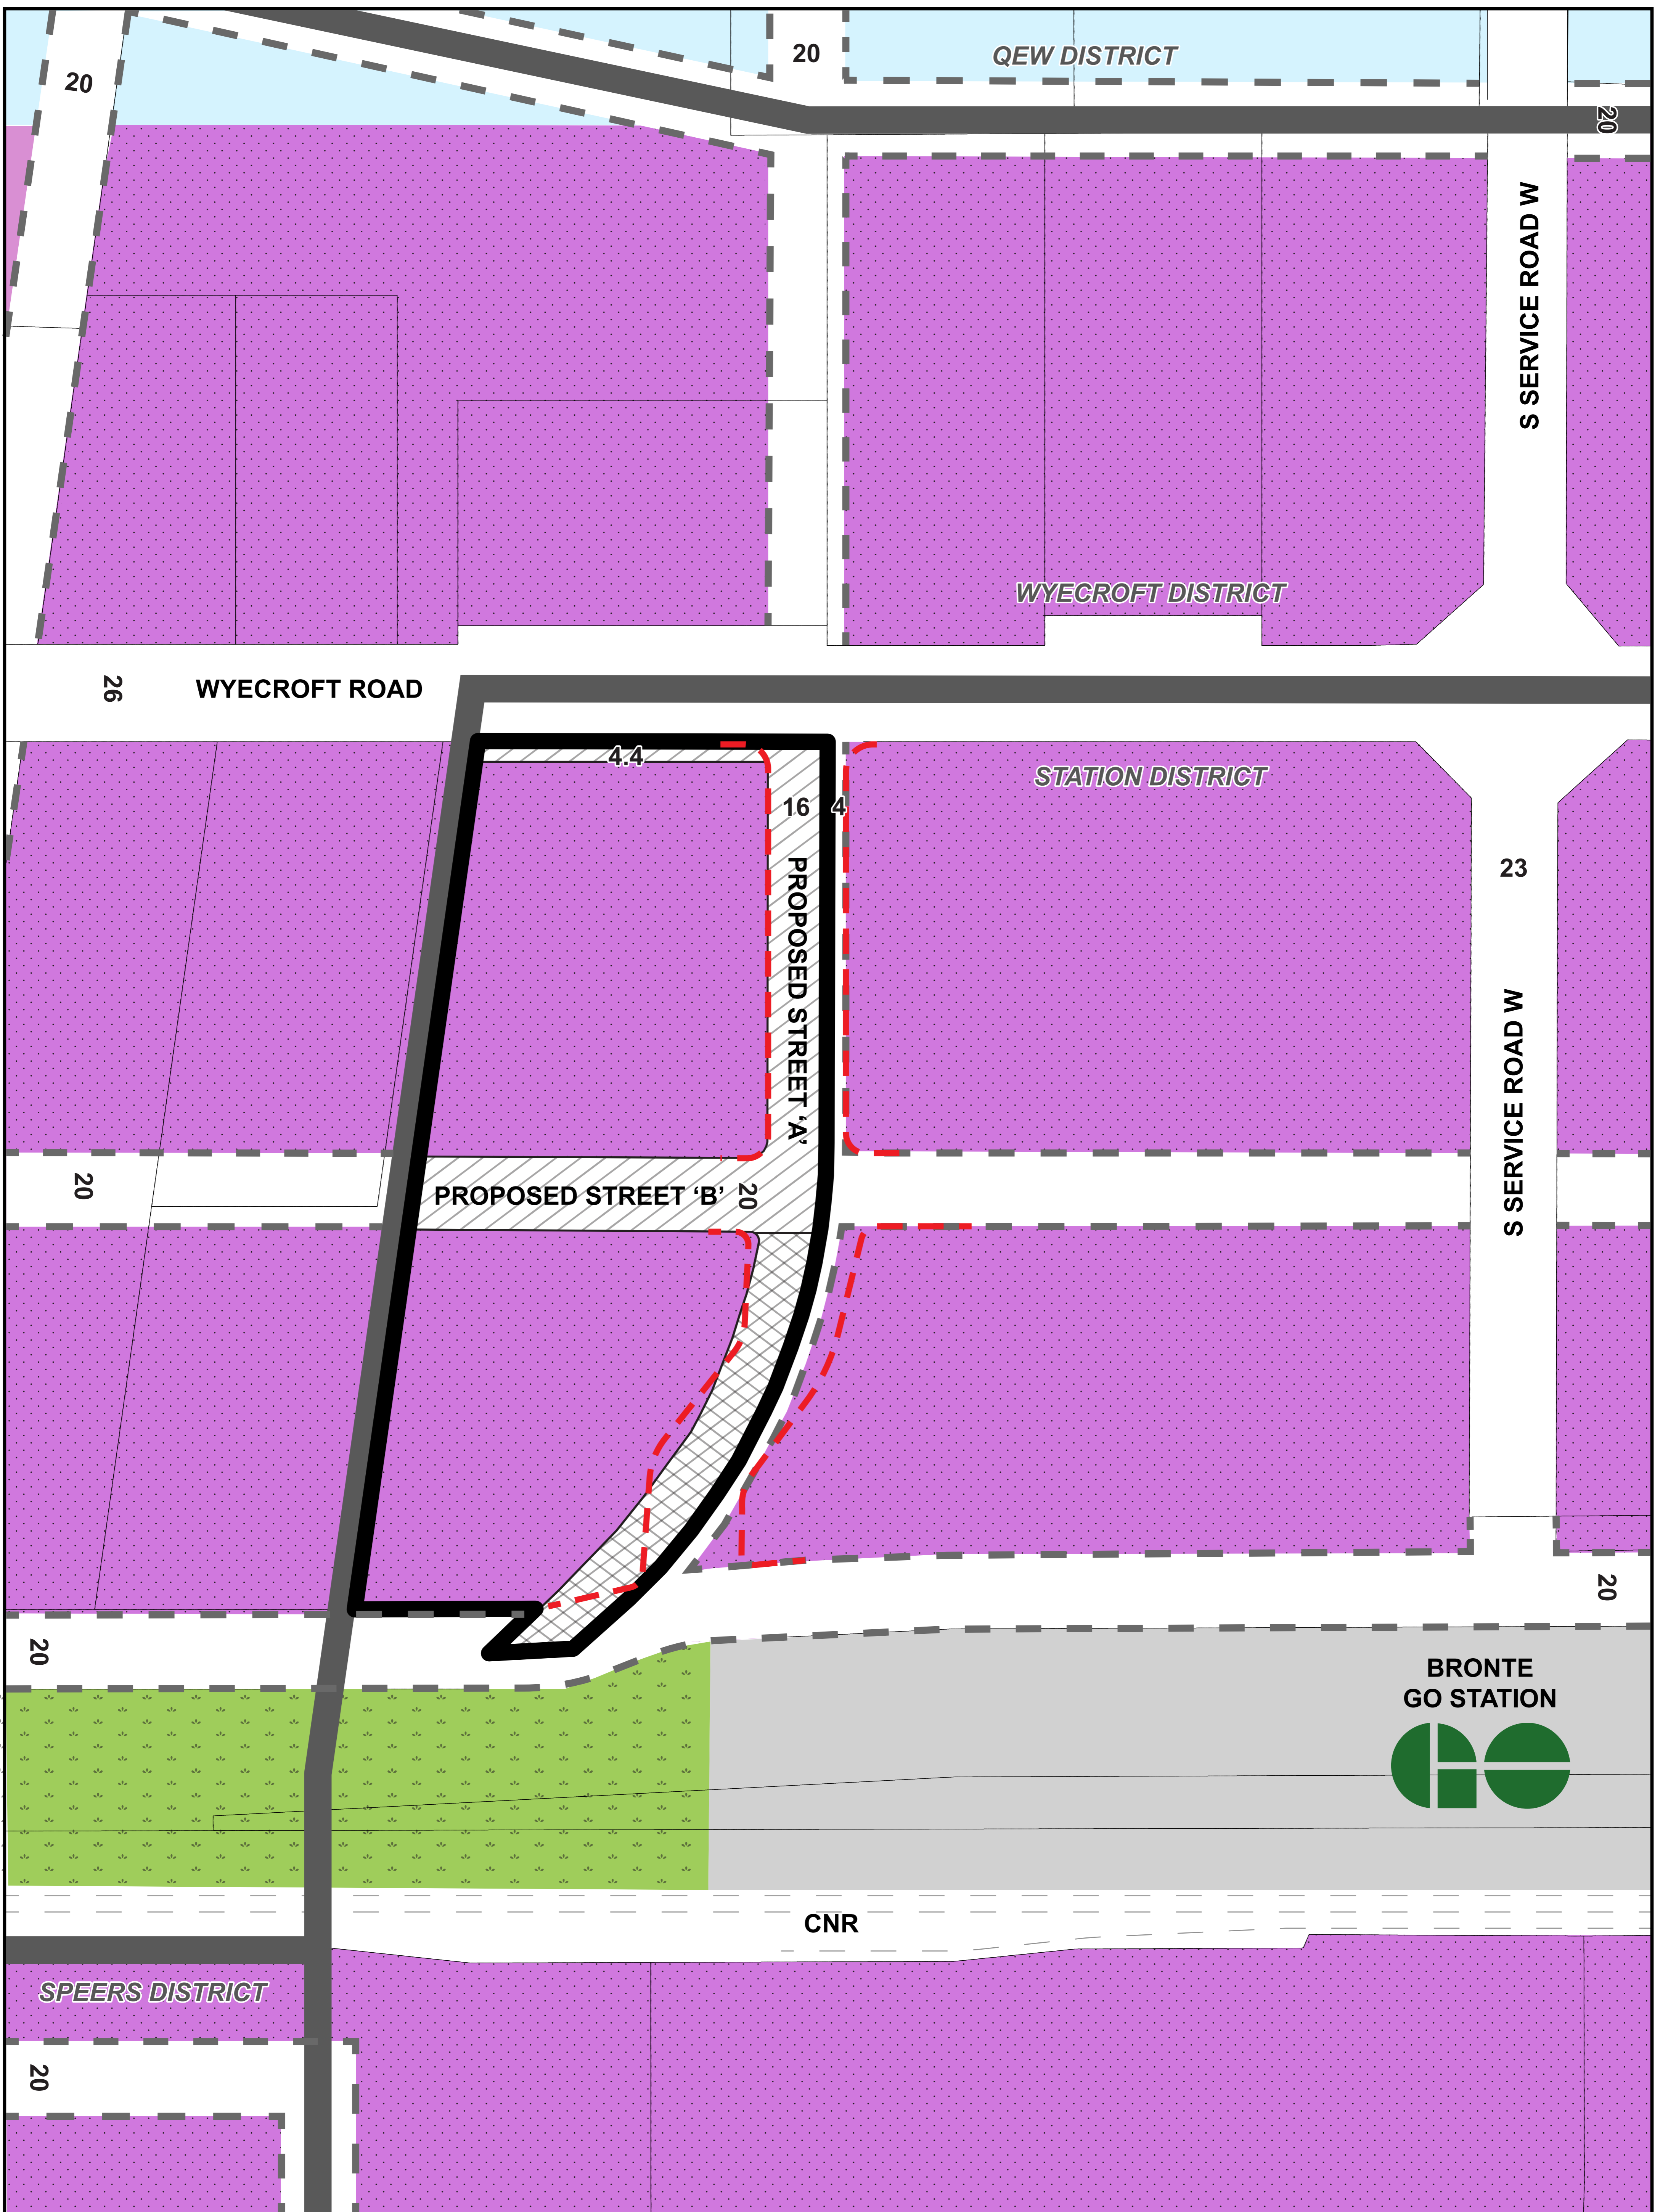 20
20
QEW DISTRICT
20
S SERVICE ROAD W
WYECROFT DISTRICT
26
WYECROFT ROAD
4.4
STATION DISTRICT
16
4
PROPOSED STREET ‘A’
23
S SERVICE ROAD W
20
PROPOSED STREET ‘B’
20
20
20
BRONTE
GO STATION
GO
CNR
SPEERS DISTRICT
20